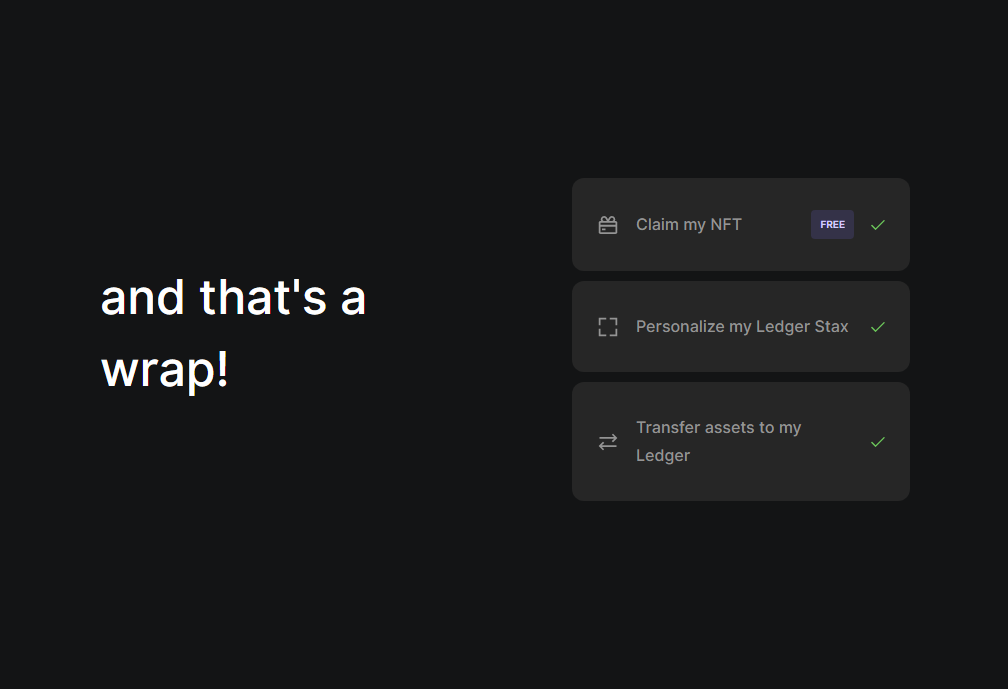 and that's a
wrap!
Claim my NFT FREE
Personalize my Ledger Stax
Transfer assets to my
Ledger